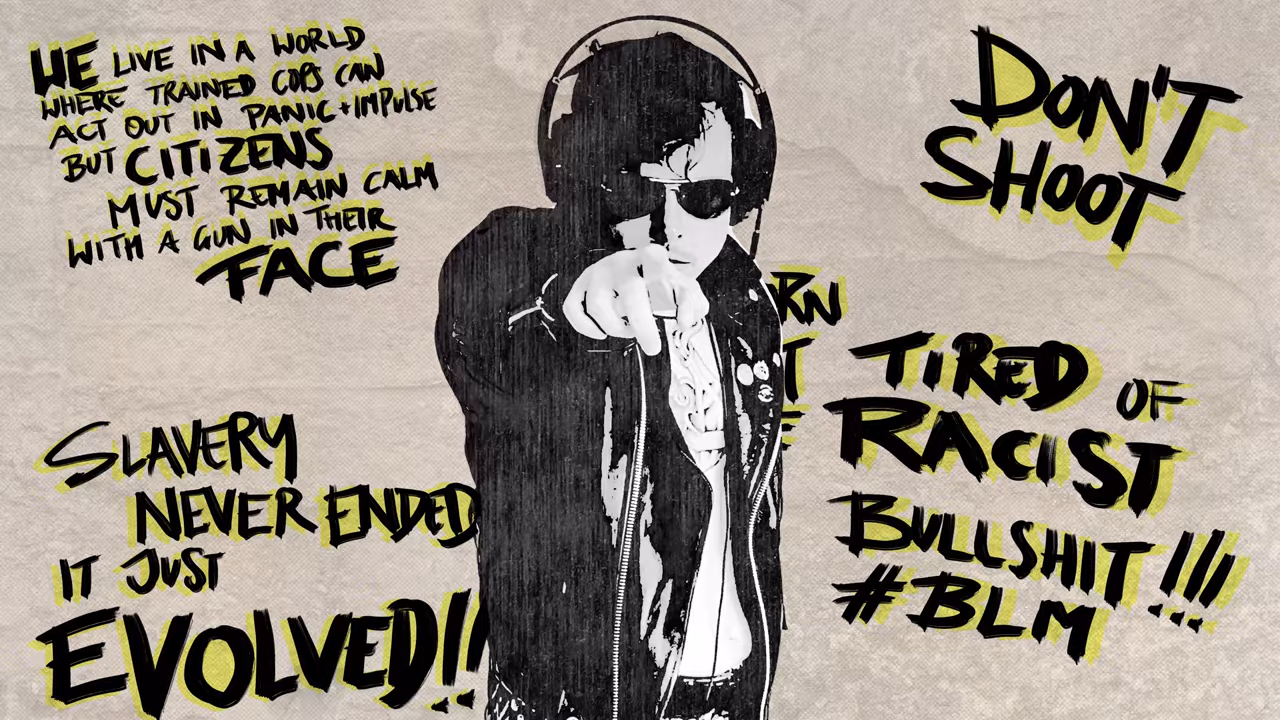 WE LIVE IN A WORLD
WHERE TRAINED COPS CAN
ACT OUT IN PANIC + IMPULSE
BUT CITIZENS
MUST REMAIN CALM
WITH A GUN IN THEIR
FACE
SLAVERY
NEVER ENDED
IT JUST
EVOLVED!!
DON'T
SHOOT
TIRED OF
RACIST
BULLSHIT!!!
#BLM